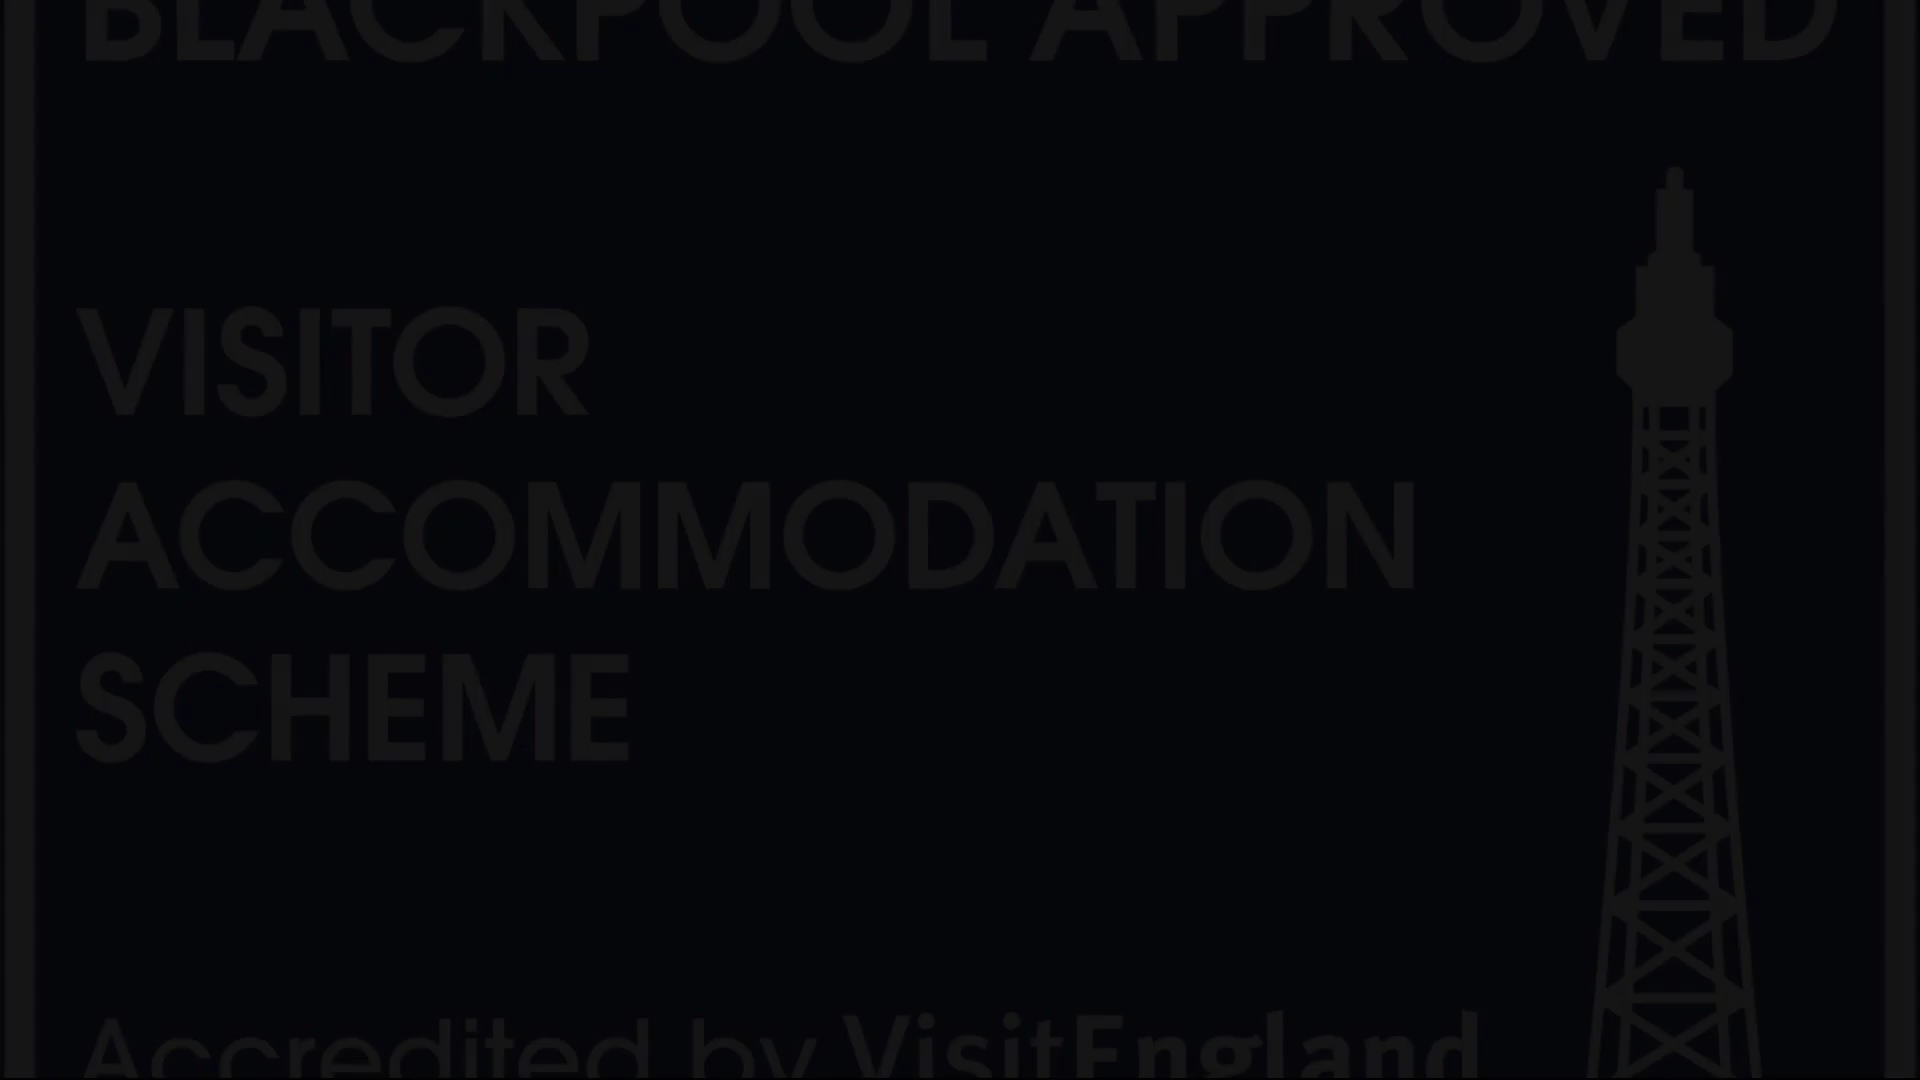 BLACKPOOL APPROVED
VISITOR
ACCOMMODATION
SCHEME
Accredited by VisitEngland